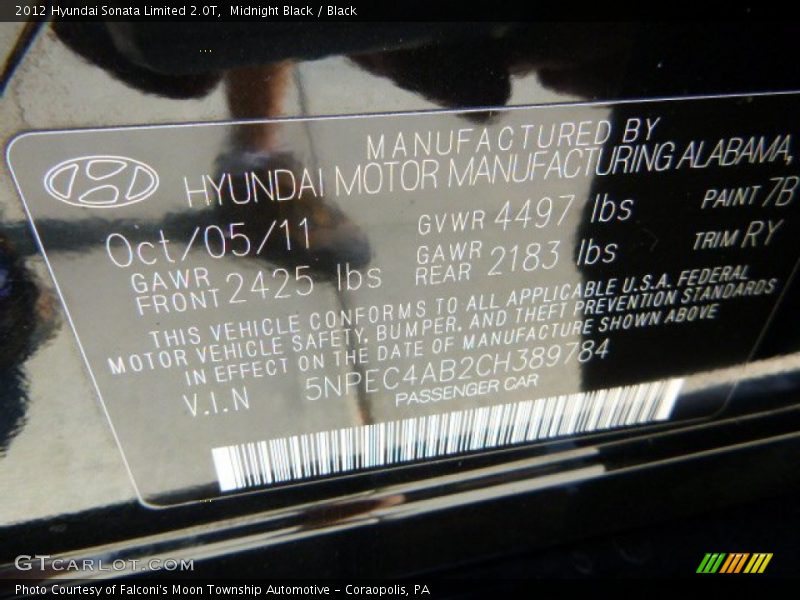 2012 Hyundai Sonata Limited 2.0T,  Midnight Black / Black
MANUFACTURED BY
HYUNDAI MOTOR MANUFACTURING ALABAMA,
Oct/05/11
GVWR 4497 lbs
PAINT 7B
GAWR FRONT 2425 lbs
GAWR REAR 2183 lbs
TRIM RY
THIS VEHICLE CONFORMS TO ALL APPLICABLE U.S.A. FEDERAL
MOTOR VEHICLE SAFETY, BUMPER, AND THEFT PREVENTION STANDARDS
IN EFFECT ON THE DATE OF MANUFACTURE SHOWN ABOVE
V.I.N 5NPEC4AB2CH389784
PASSENGER CAR
GTCARLOT.COM
Photo Courtesy of Falconi's Moon Township Automotive - Coraopolis, PA